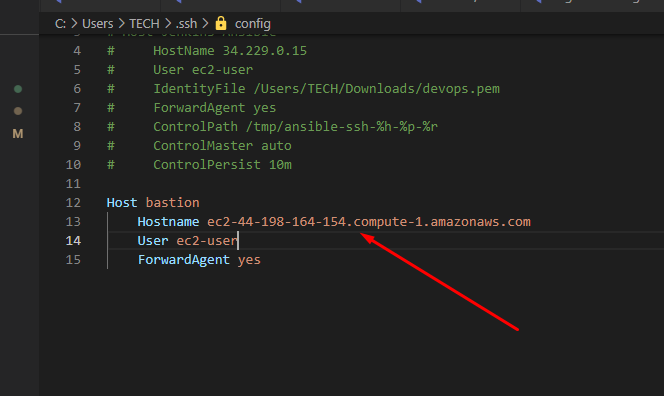 C: > Users > TECH > .ssh > config
4 # HostName 34.229.0.15
5 # User ec2-user
6 # IdentityFile /Users/TECH/Downloads/devops.pem
7 # ForwardAgent yes
8 # ControlPath /tmp/ansible-ssh-%h-%p-%r
9 # ControlMaster auto
10 # ControlPersist 10m
11
12 Host bastion
M
13 Hostname ec2-44-198-164-154.compute-1.amazonaws.com
14 User ec2-user
15 ForwardAgent yes